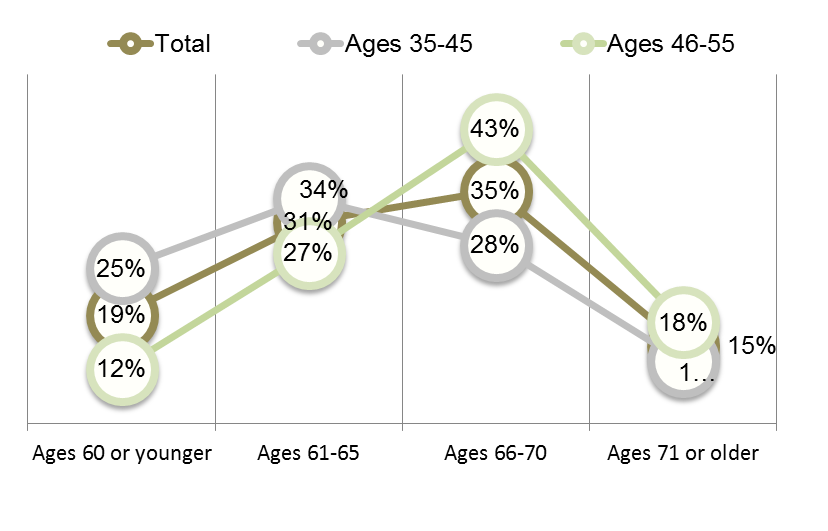 Total
Ages 35-45
Ages 46-55
43%
34%
35%
31%
27%
28%
25%
19%
12%
18%
15%
1…
Ages 60 or younger
Ages 61-65
Ages 66-70
Ages 71 or older